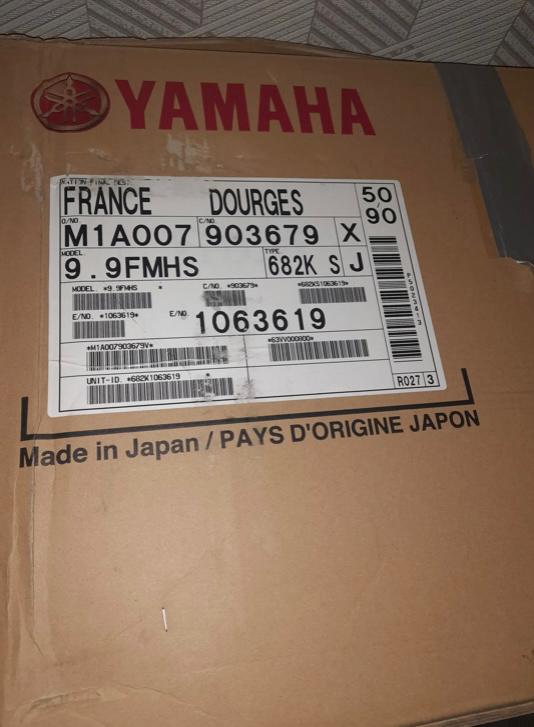 YAMAHA
FRANCE DOURGES
50
90
O/NO. C/NO.
M1A007 903679 X
MODEL TYPE
9.9FMHS 682K S J
MODEL *9.9FMHS * C/NO. *903679* *682KS1063619*
E/NO. *1063619* E/NO. 1063619
*M1A007903679V* *63VV000800*
UNIT-ID. *682K1063619 *
P5023413
R027 3
Made in Japan / PAYS D'ORIGINE JAPON